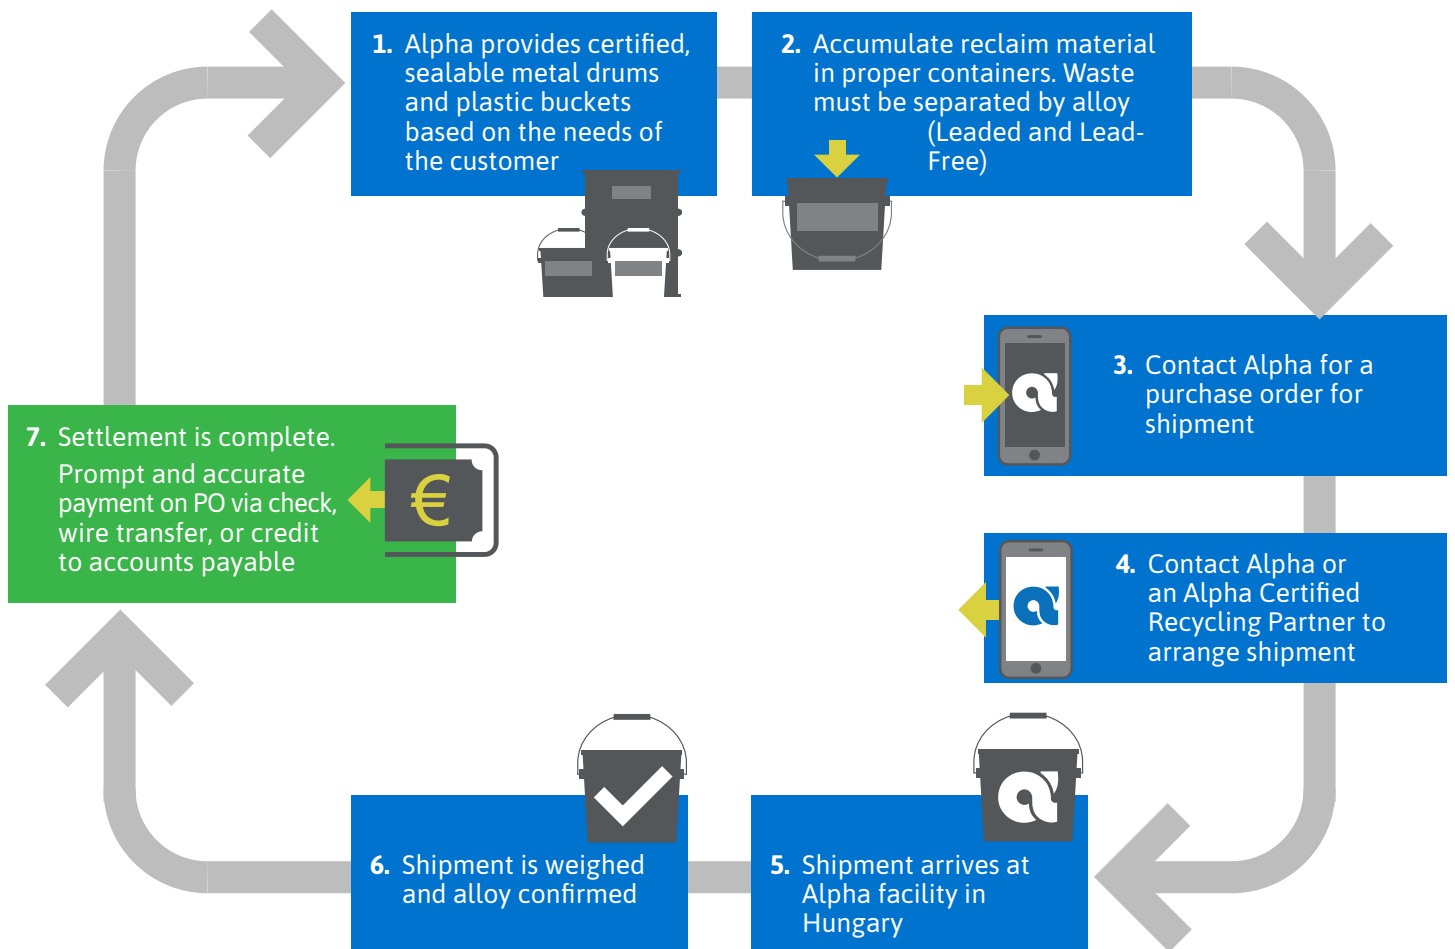 1. Alpha provides certified,
sealable metal drums
and plastic buckets
based on the needs of
the customer
2. Accumulate reclaim material
in proper containers. Waste
must be separated by alloy
(Leaded and Lead-
Free)
3. Contact Alpha for a
purchase order for
shipment
4. Contact Alpha or
an Alpha Certified
Recycling Partner to
arrange shipment
5. Shipment arrives at
Alpha facility in
Hungary
6. Shipment is weighed
and alloy confirmed
7. Settlement is complete.
Prompt and accurate
payment on PO via check,
wire transfer, or credit
to accounts payable
€